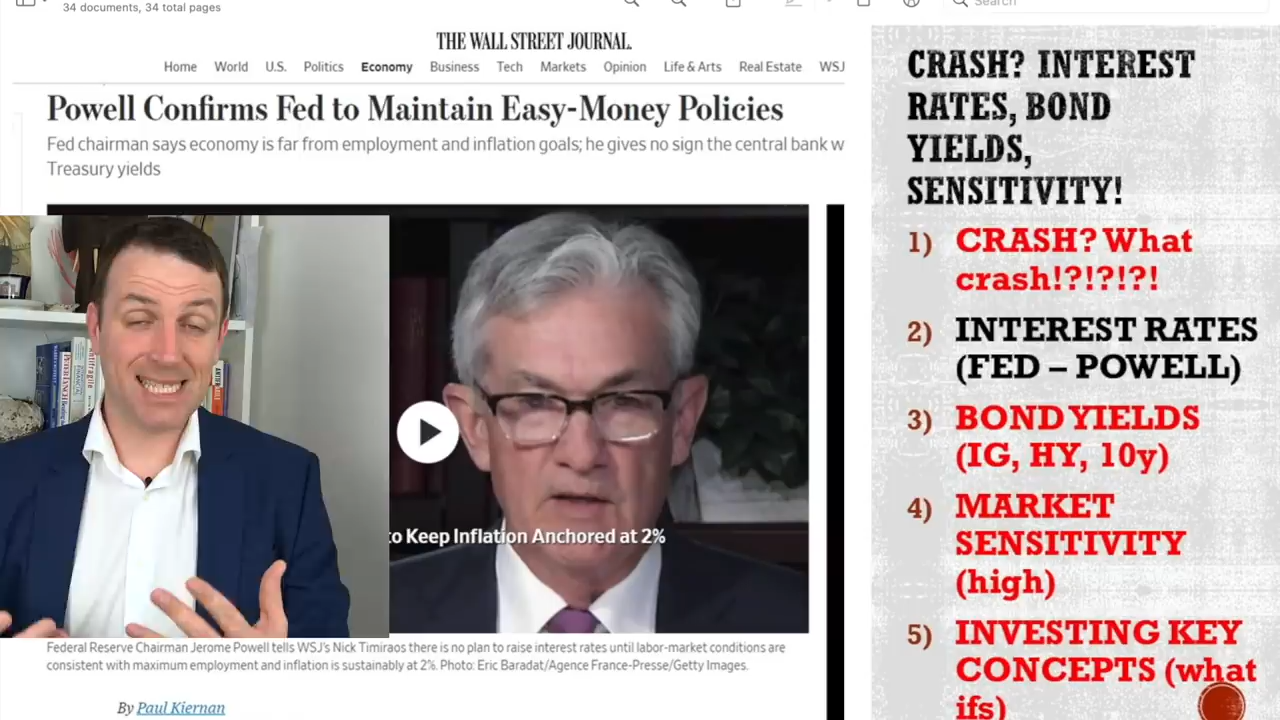 34 documents, 34 total pages
Search
THE WALL STREET JOURNAL.
Home World U.S. Politics Economy Business Tech Markets Opinion Life & Arts Real Estate WSJ
Powell Confirms Fed to Maintain Easy-Money Policies
Fed chairman says economy is far from employment and inflation goals; he gives no sign the central bank w
Treasury yields
to Keep Inflation Anchored at 2%
Federal Reserve Chairman Jerome Powell tells WSJ's Nick Timiraos there is no plan to raise interest rates until labor-market conditions are
consistent with maximum employment and inflation is sustainably at 2%. Photo: Eric Baradat/Agence France-Presse/Getty Images.
By Paul Kiernan
CRASH? INTEREST
RATES, BOND
YIELDS,
SENSITIVITY!
1) CRASH? What
crash!?!?!?!
2) INTEREST RATES
(FED – POWELL)
3) BOND YIELDS
(IG, HY, 10y)
4) MARKET
SENSITIVITY
(high)
5) INVESTING KEY
CONCEPTS (what
ifs)